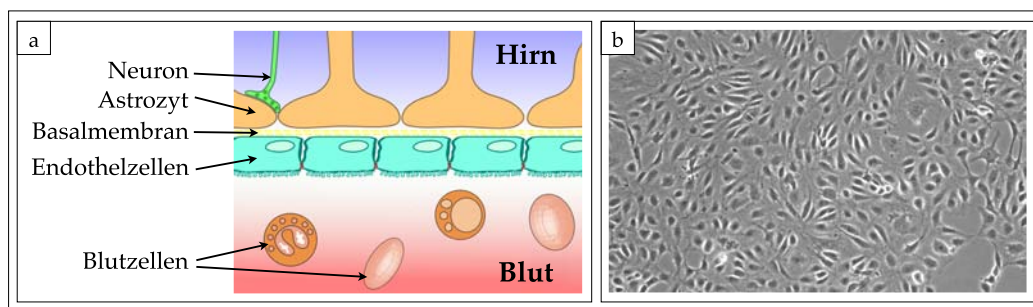 a
Hirn
Neuron
Astrozyt
Basalmembran
Endothelzellen
Blutzellen
Blut
b